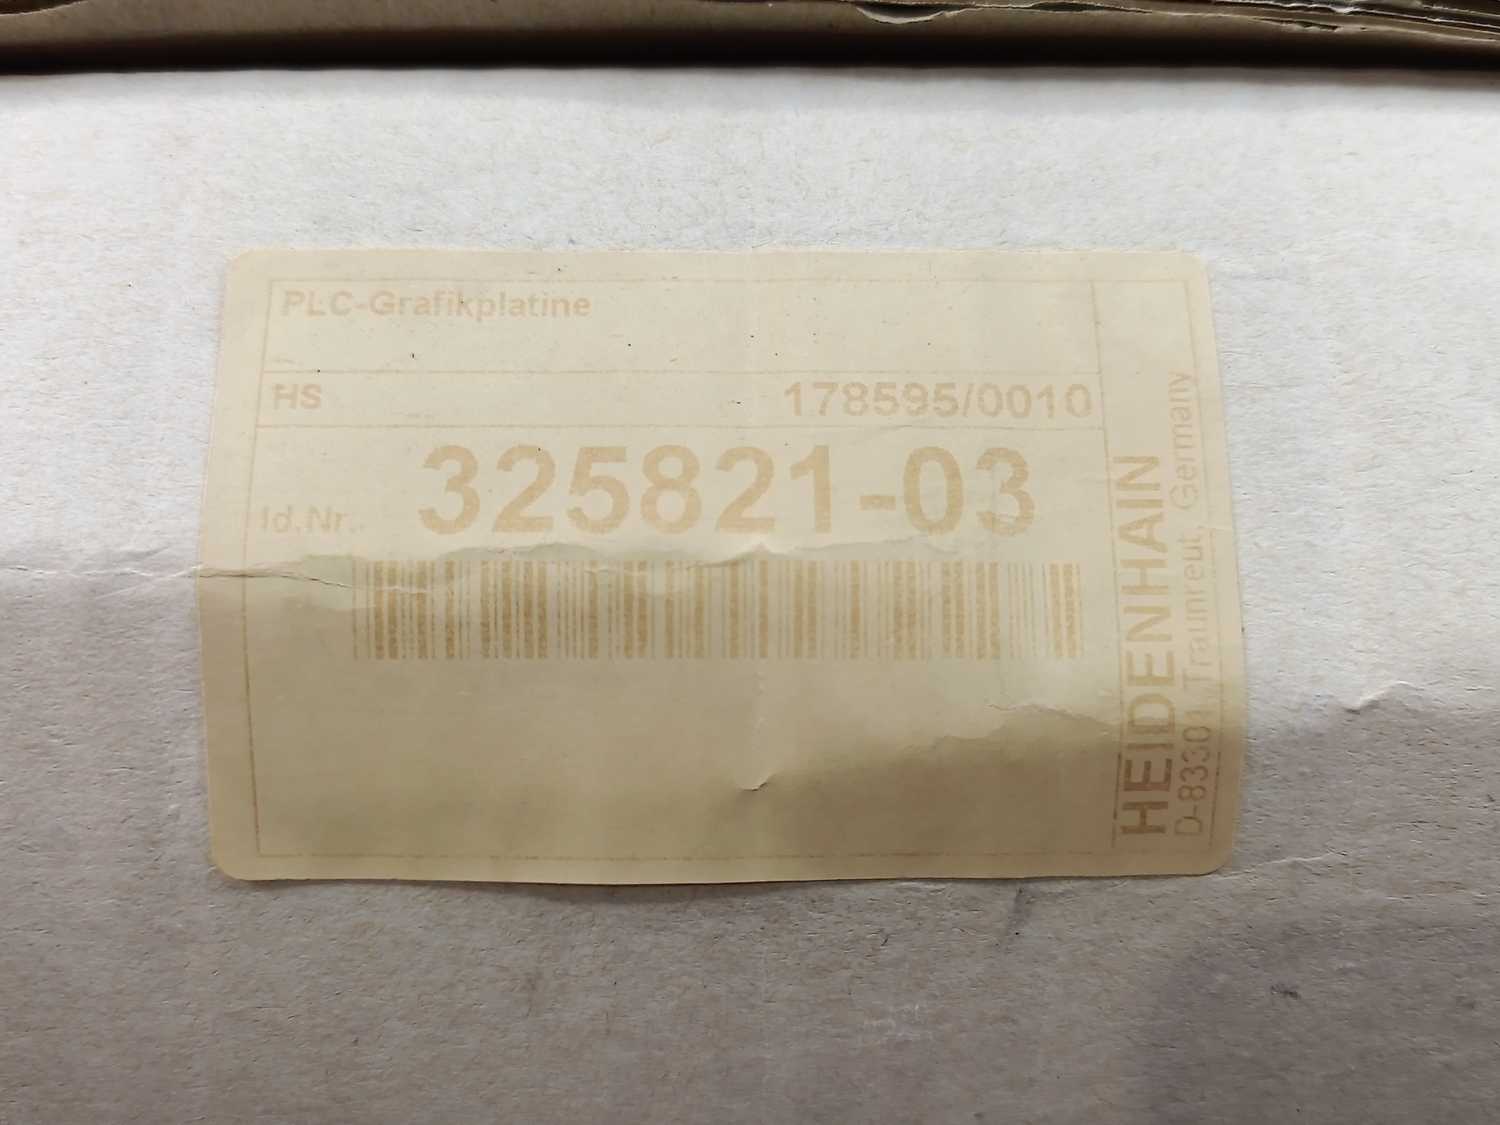 PLC-Grafikplatine
HS 178595/0010
Id.Nr. 325821-03
HEIDENHAIN
D-83301 Traunreut, Germany